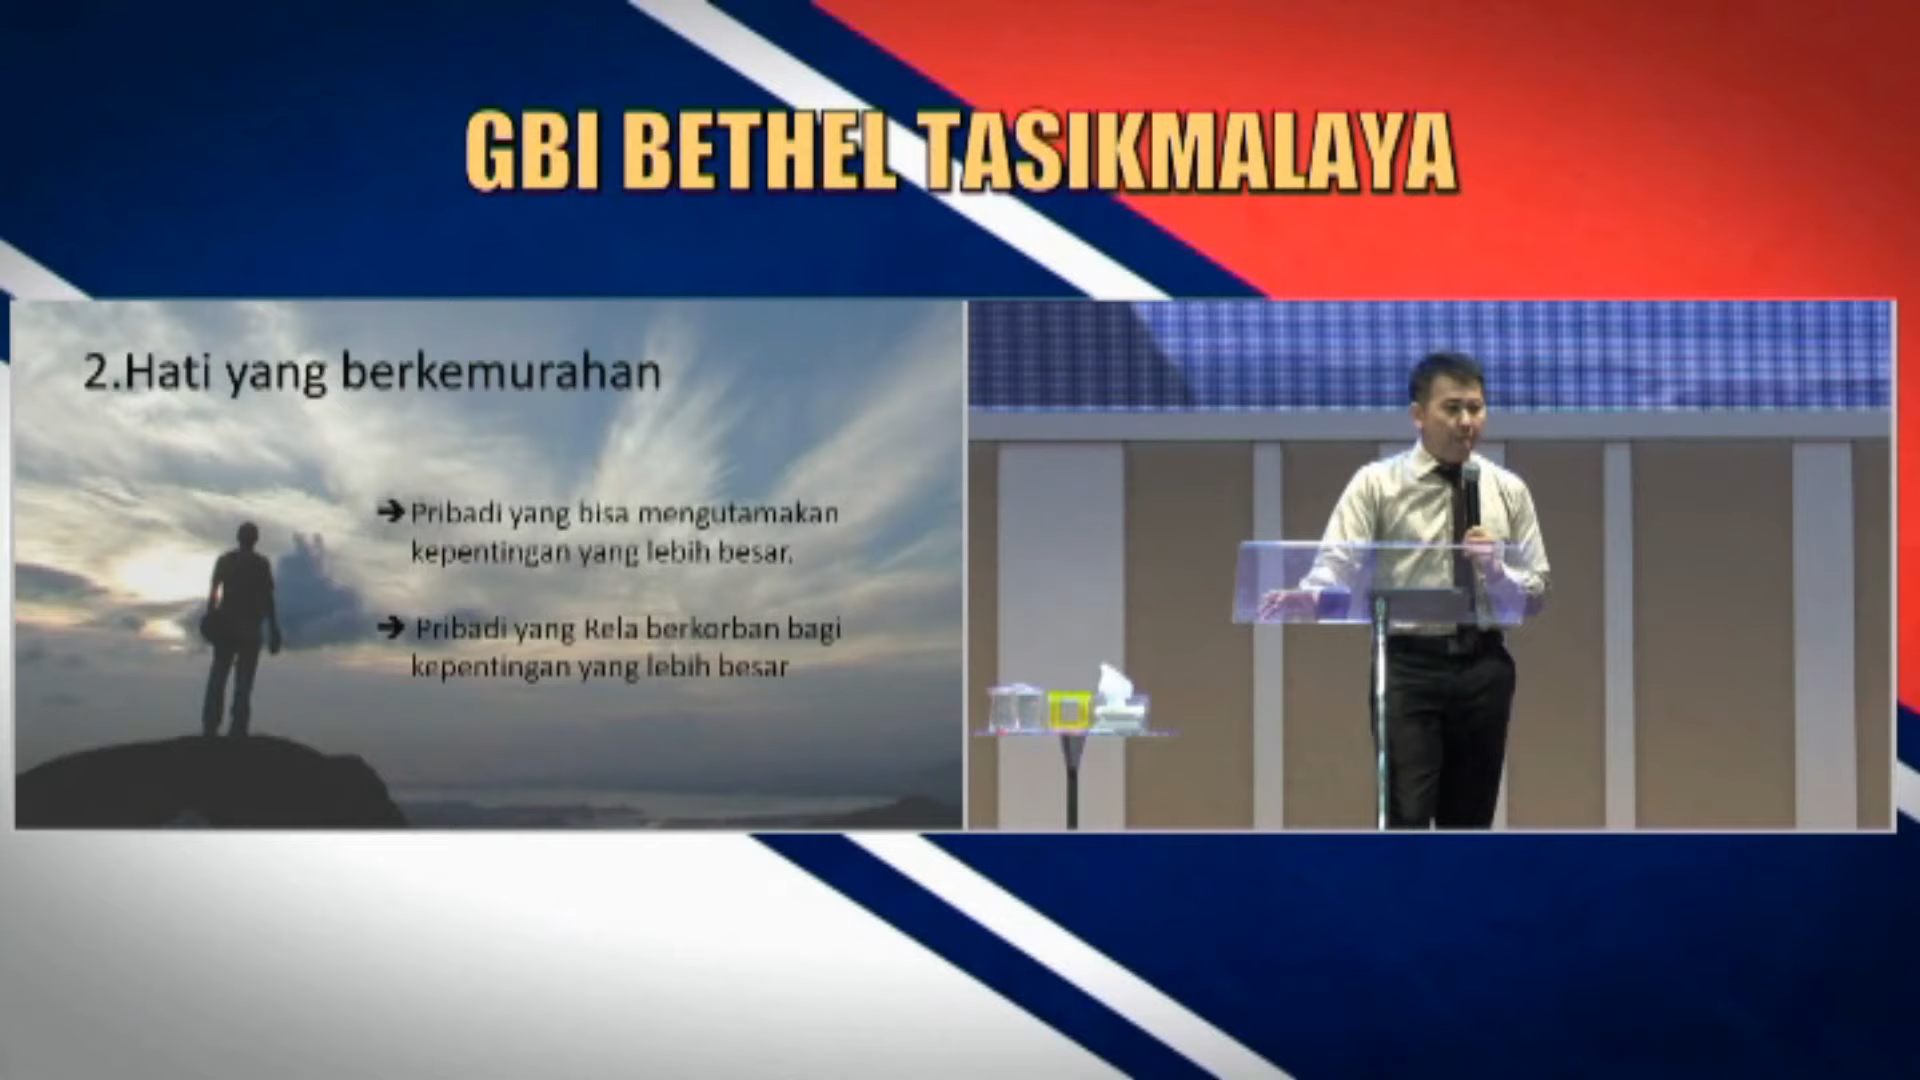 GBI BETHEL TASIKMALAYA
2.Hati yang berkemurahan
➔ Pribadi yang bisa mengutamakan
kepentingan yang lebih besar.
➔ Pribadi yang Rela berkorban bagi
kepentingan yang lebih besar